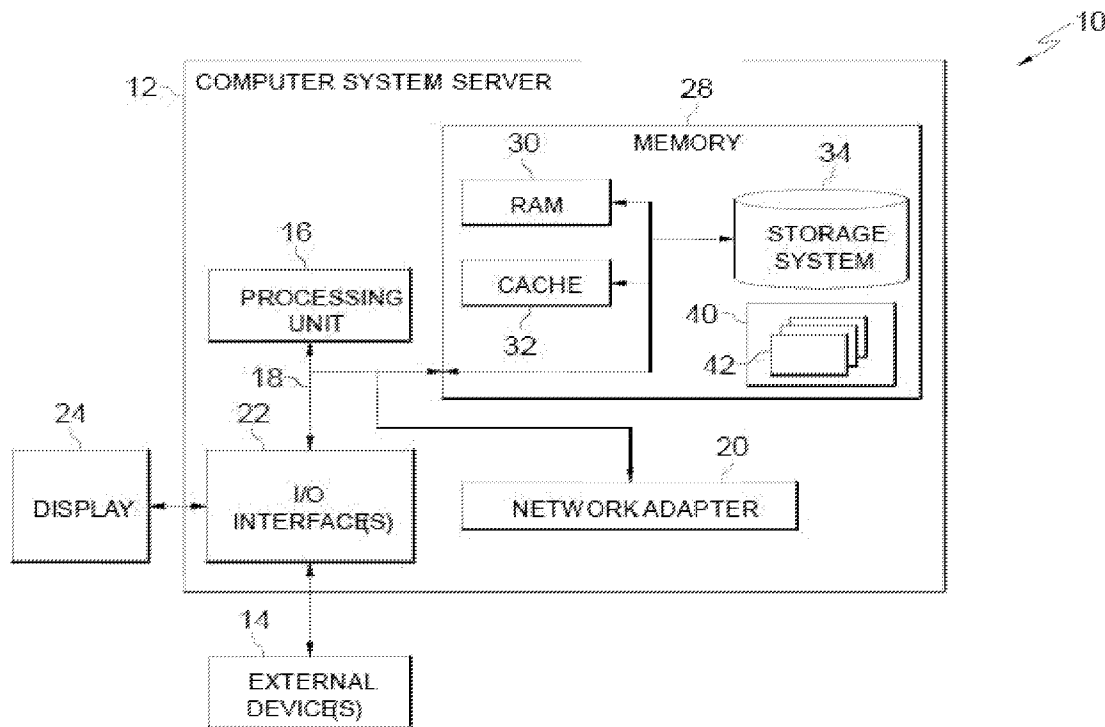 10
12
COMPUTER SYSTEM SERVER
28
MEMORY
30
RAM
34
STORAGE
SYSTEM
16
PROCESSING
UNIT
CACHE
32
40
42
18
24
22
DISPLAY
I/O
INTERFACE(S)
20
NETWORK ADAPTER
14
EXTERNAL
DEVICE(S)